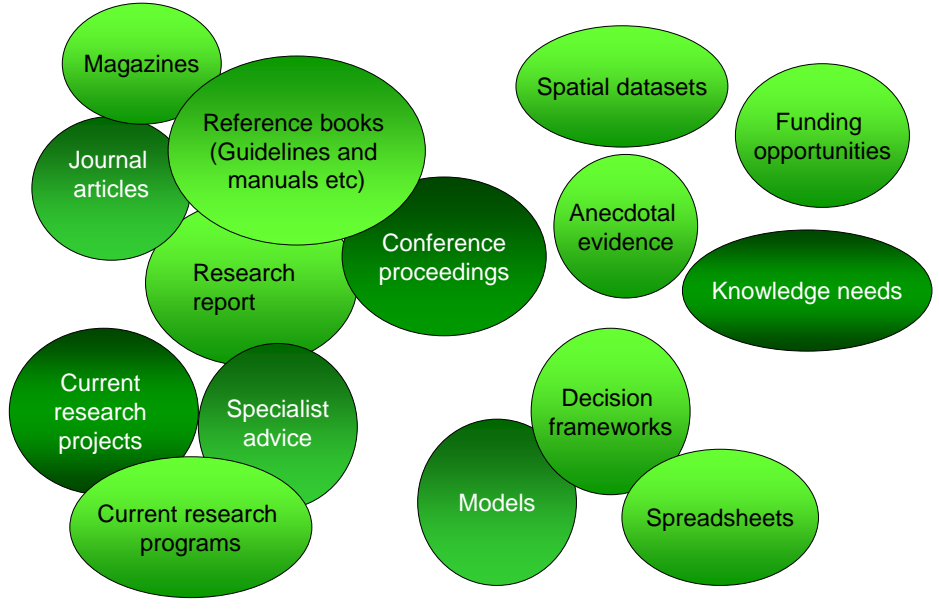 Magazines
Reference books
(Guidelines and
manuals etc)
Journal
articles
Research
report
Conference
proceedings
Spatial datasets
Funding
opportunities
Anecdotal
evidence
Knowledge needs
Current
research
projects
Specialist
advice
Current research
programs
Decision
frameworks
Models
Spreadsheets